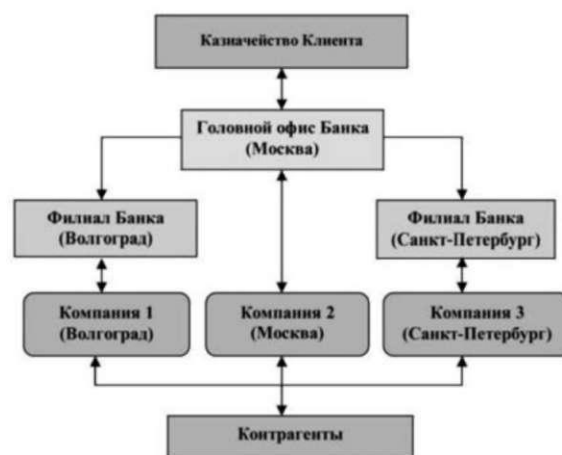 Казначейство Клиента
Головной офис Банка
(Москва)
Филиал Банка
(Волгоград)
Филиал Банка
(Санкт-Петербург)
Компания 1
(Волгоград)
Компания 2
(Москва)
Компания 3
(Санкт-Петербург)
Контрагенты